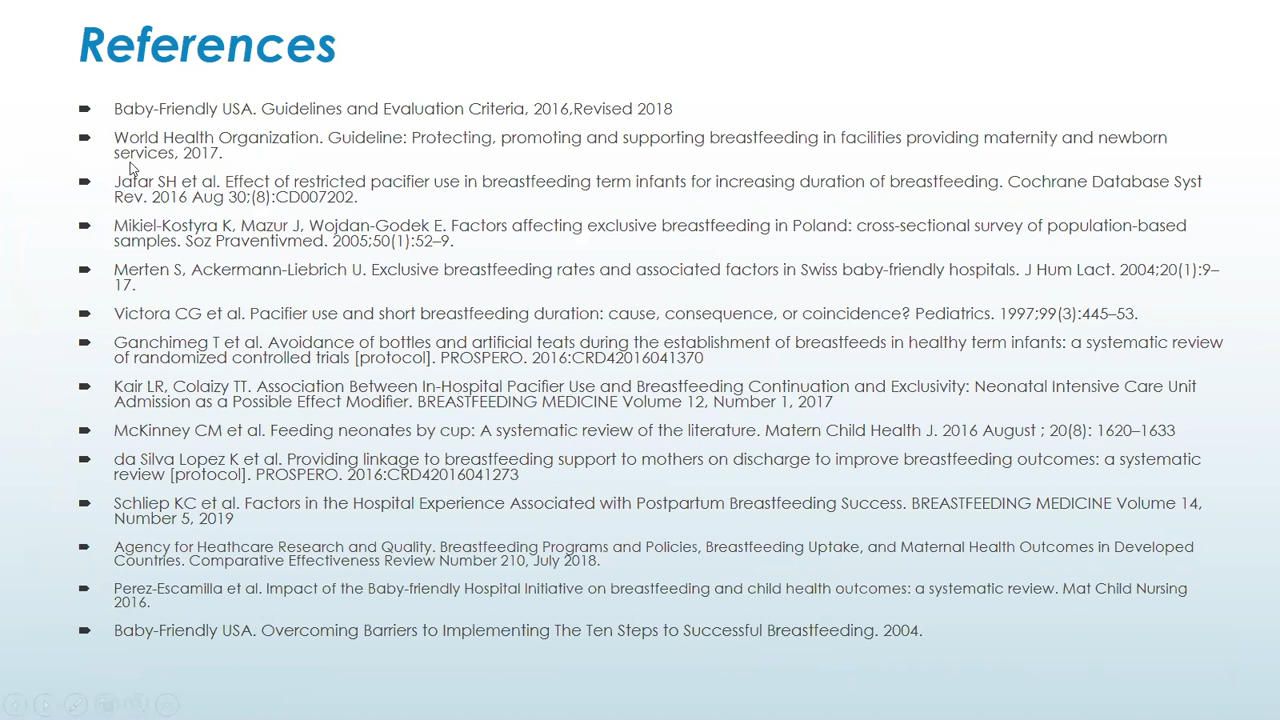 References
Baby-Friendly USA. Guidelines and Evaluation Criteria, 2016,Revised 2018
World Health Organization. Guideline: Protecting, promoting and supporting breastfeeding in facilities providing maternity and newborn
services, 2017.
Jafar SH et al. Effect of restricted pacifier use in breastfeeding term infants for increasing duration of breastfeeding. Cochrane Database Syst
Rev. 2016 Aug 30;(8):CD007202.
Mikiel-Kostyra K, Mazur J, Wojdan-Godek E. Factors affecting exclusive breastfeeding in Poland: cross-sectional survey of population-based
samples. Soz Praventivmed. 2005;50(1):52–9.
Merten S, Ackermann-Liebrich U. Exclusive breastfeeding rates and associated factors in Swiss baby-friendly hospitals. J Hum Lact. 2004;20(1):9–
17.
Victora CG et al. Pacifier use and short breastfeeding duration: cause, consequence, or coincidence? Pediatrics. 1997;99(3):445–53.
Ganchimeg T et al. Avoidance of bottles and artificial teats during the establishment of breastfeeds in healthy term infants: a systematic review
of randomized controlled trials [protocol]. PROSPERO. 2016:CRD42016041370
Kair LR, Colaizy TT. Association Between In-Hospital Pacifier Use and Breastfeeding Continuation and Exclusivity: Neonatal Intensive Care Unit
Admission as a Possible Effect Modifier. BREASTFEEDING MEDICINE Volume 12, Number 1, 2017
McKinney CM et al. Feeding neonates by cup: A systematic review of the literature. Matern Child Health J. 2016 August ; 20(8): 1620–1633
da Silva Lopez K et al. Providing linkage to breastfeeding support to mothers on discharge to improve breastfeeding outcomes: a systematic
review [protocol]. PROSPERO. 2016:CRD42016041273
Schliep KC et al. Factors in the Hospital Experience Associated with Postpartum Breastfeeding Success. BREASTFEEDING MEDICINE Volume 14,
Number 5, 2019
Agency for Heathcare Research and Quality. Breastfeeding Programs and Policies, Breastfeeding Uptake, and Maternal Health Outcomes in Developed
Countries. Comparative Effectiveness Review Number 210, July 2018.
Perez-Escamilla et al. Impact of the Baby-friendly Hospital Initiative on breastfeeding and child health outcomes: a systematic review. Mat Child Nursing
2016.
Baby-Friendly USA. Overcoming Barriers to Implementing The Ten Steps to Successful Breastfeeding. 2004.